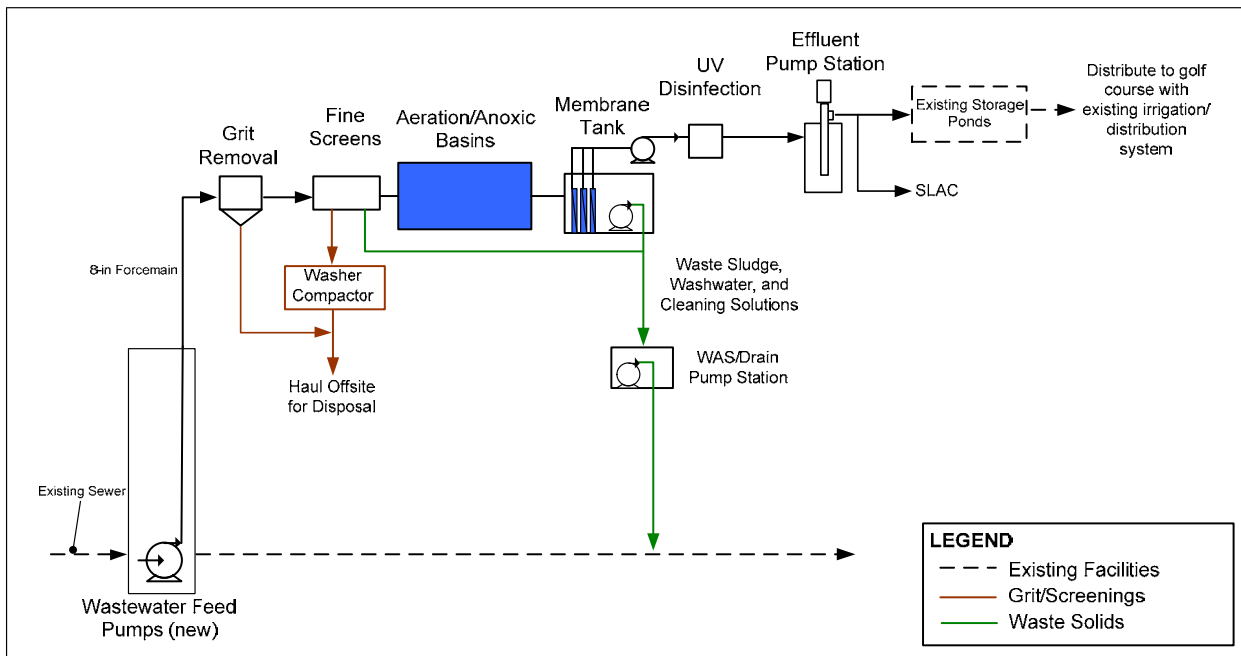 Effluent
Pump Station
UV
Disinfection
Membrane
Tank
Aeration/Anoxic
Basins
Fine
Screens
Grit
Removal
Existing Storage
Ponds
Distribute to golf
course with
existing irrigation/
distribution
system
SLAC
8-in Forcemain
Washer
Compactor
Waste Sludge,
Washwater, and
Cleaning Solutions
WAS/Drain
Pump Station
Haul Offsite
for Disposal
Existing Sewer
Wastewater Feed
Pumps (new)
LEGEND
Existing Facilities
Grit/Screenings
Waste Solids